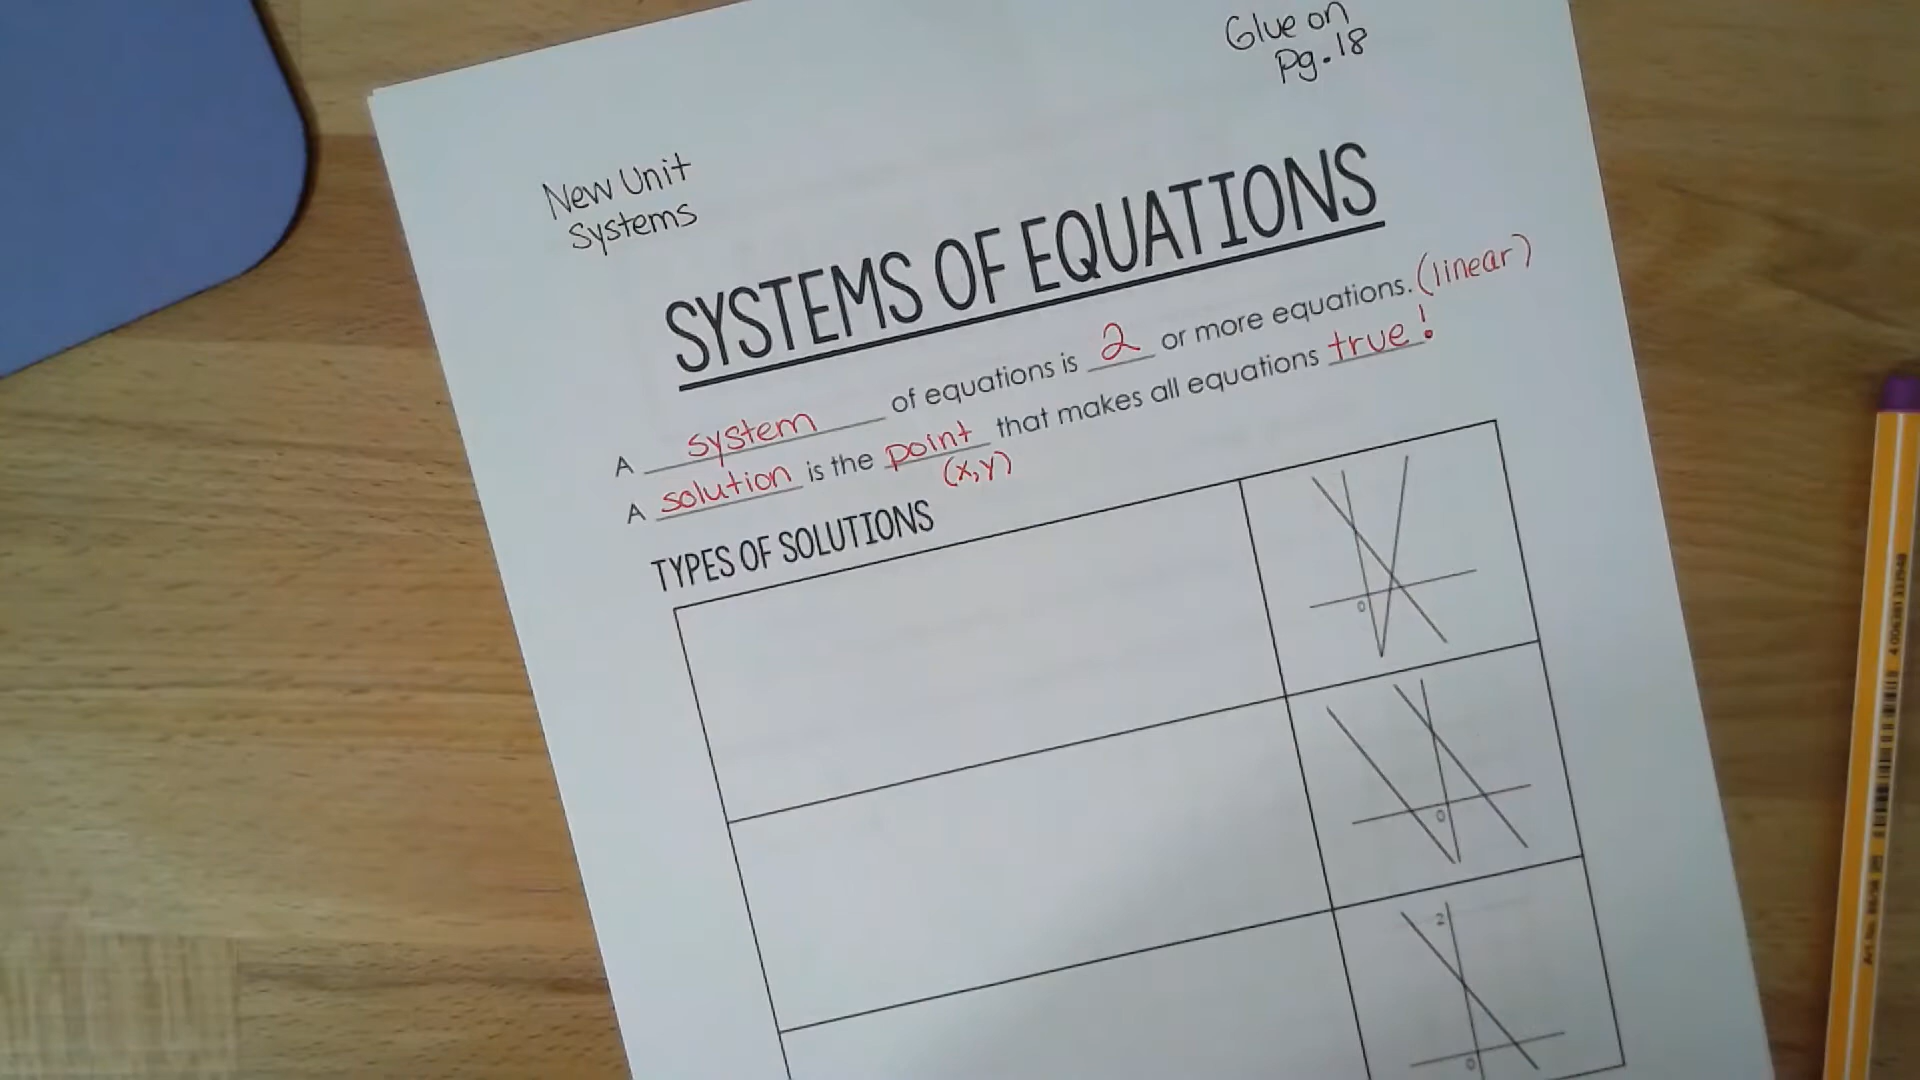 Glue on
Pg. 18
New Unit
Systems
SYSTEMS OF EQUATIONS
A system of equations is 2 or more equations. (linear)
A solution is the point that makes all equations true!
(x,y)
TYPES OF SOLUTIONS
0
0
2
0